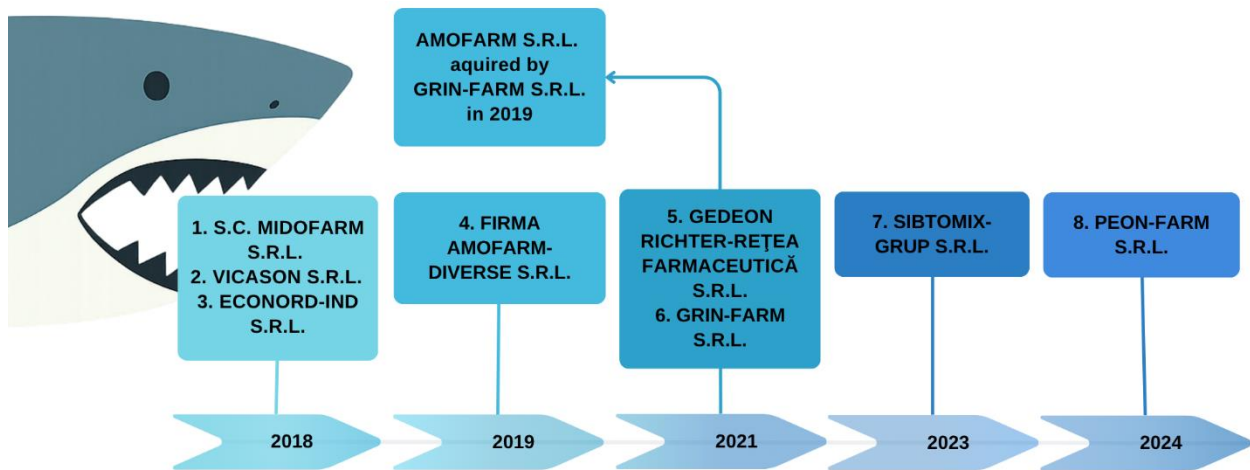 AMOFARM S.R.L.
aquired by
GRIN-FARM S.R.L.
in 2019
1. S.C. MIDOFARM
S.R.L.
2. VICASON S.R.L.
3. ECONORD-IND
S.R.L.
4. FIRMA
AMOFARM-
DIVERSE S.R.L.
5. GEDEON
RICHTER-REŢEA
FARMACEUTICĂ
S.R.L.
6. GRIN-FARM
S.R.L.
7. SIBTOMIX-
GRUP S.R.L.
8. PEON-FARM
S.R.L.
2018
2019
2021
2023
2024